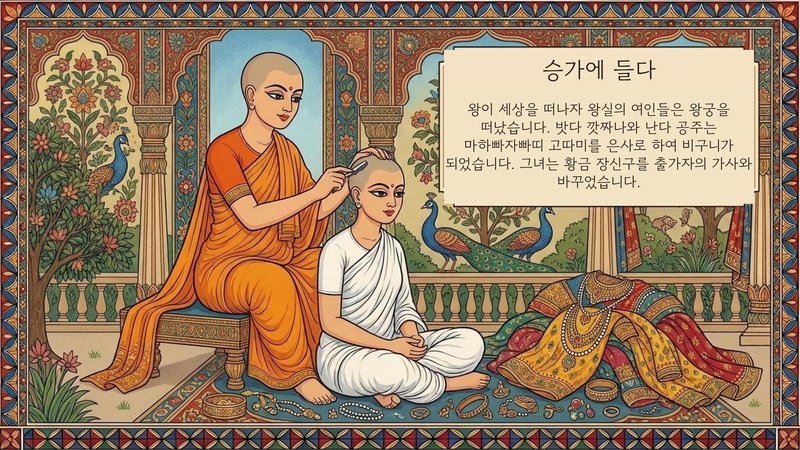 승가에 들다
왕이 세상을 떠나자 왕실의 여인들은 왕궁을
떠났습니다. 밧다 깟짜나와 난다 공주는
마하빠자빠띠 고따미를 은사로 하여 비구니가
되었습니다. 그녀는 황금 장신구를 출가자의 가사와
바꾸었습니다.